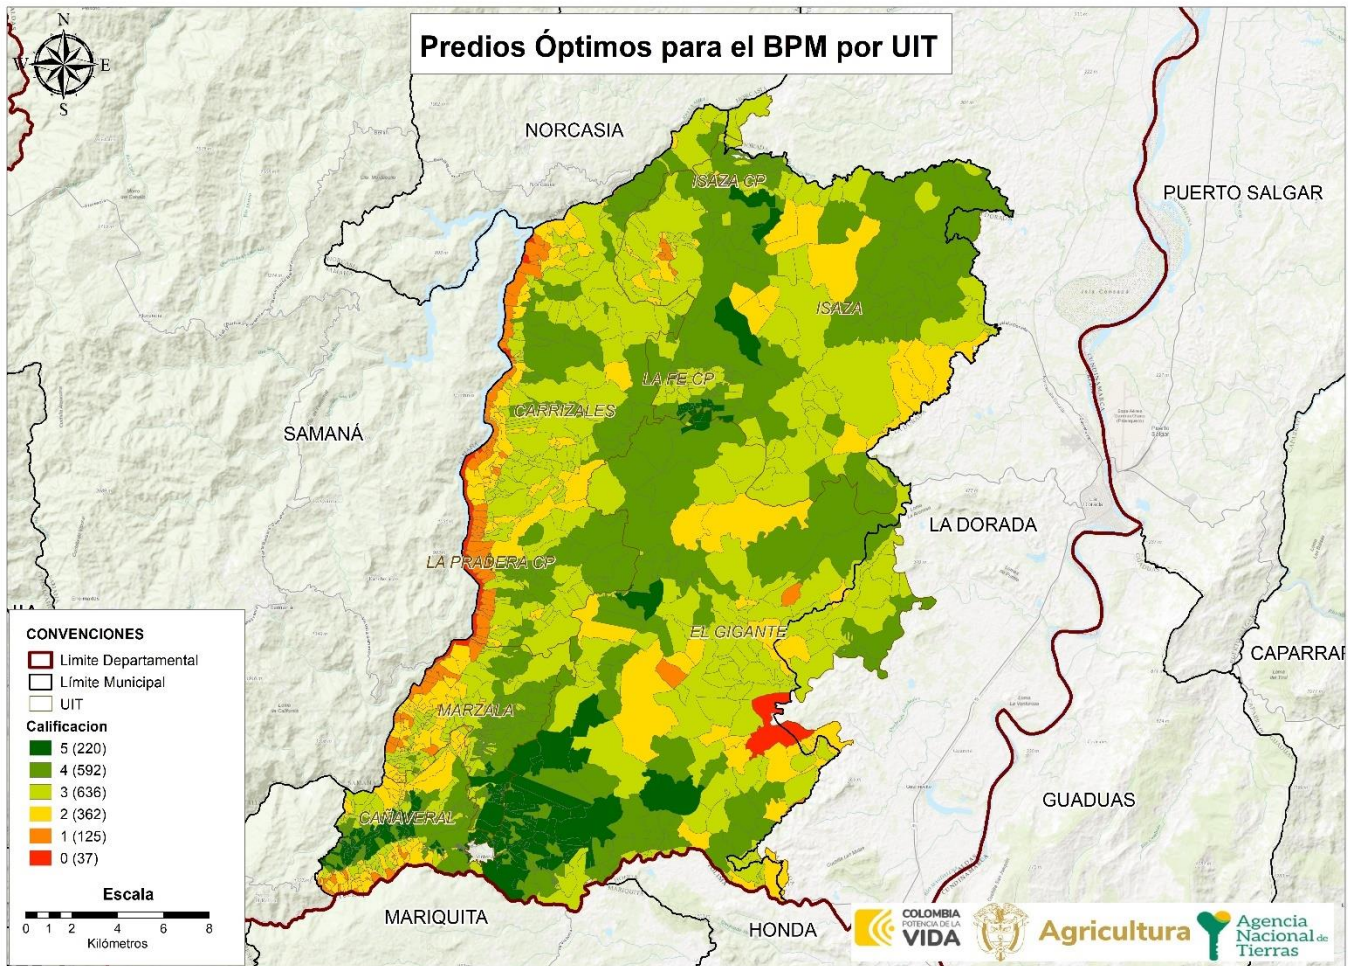 Predios Óptimos para el BPM por UIT
N
W
E
S
NORCASIA
PUERTO SALGAR
ISAZA CP
ISAZA
LA FE CP
CARRIZALES
SAMANÁ
LA DORADA
LA PRADERA CP
EL GIGANTE
CAPARRAP
MARZALA
GUADUAS
CAÑAVERAL
MARIQUITA
HONDA
CONVENCIONES
Limite Departamental
Límite Municipal
UIT
Calificacion
5 (220)
4 (592)
3 (636)
2 (362)
1 (125)
0 (37)
Escala
0 1 2 4 6 8
Kilómetros
COLOMBIA
POTENCIA DE LA
VIDA
Agricultura
Agencia
Nacional de
Tierras